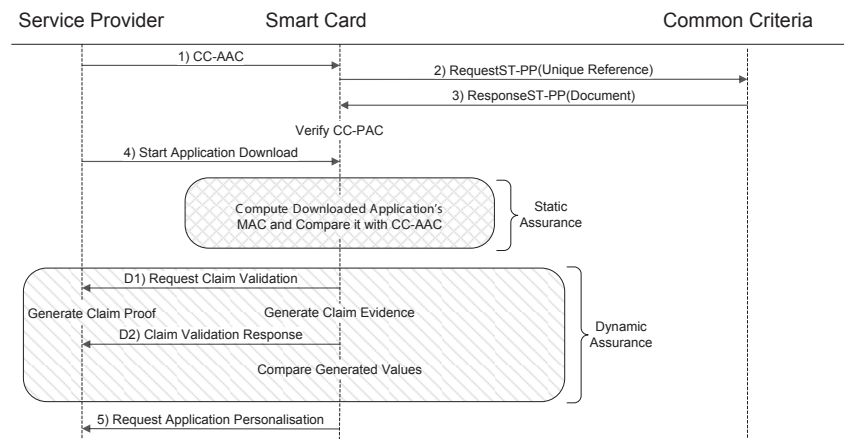 Service Provider
Smart Card
Common Criteria
1) CC-AAC
2) RequestST-PP(Unique Reference)
3) ResponseST-PP(Document)
Verify CC-PAC
4) Start Application Download
Compute Downloaded Application's
MAC and Compare it with CC-AAC
Static
Assurance
D1) Request Claim Validation
Generate Claim Proof
Generate Claim Evidence
D2) Claim Validation Response
Dynamic
Assurance
Compare Generated Values
5) Request Application Personalisation